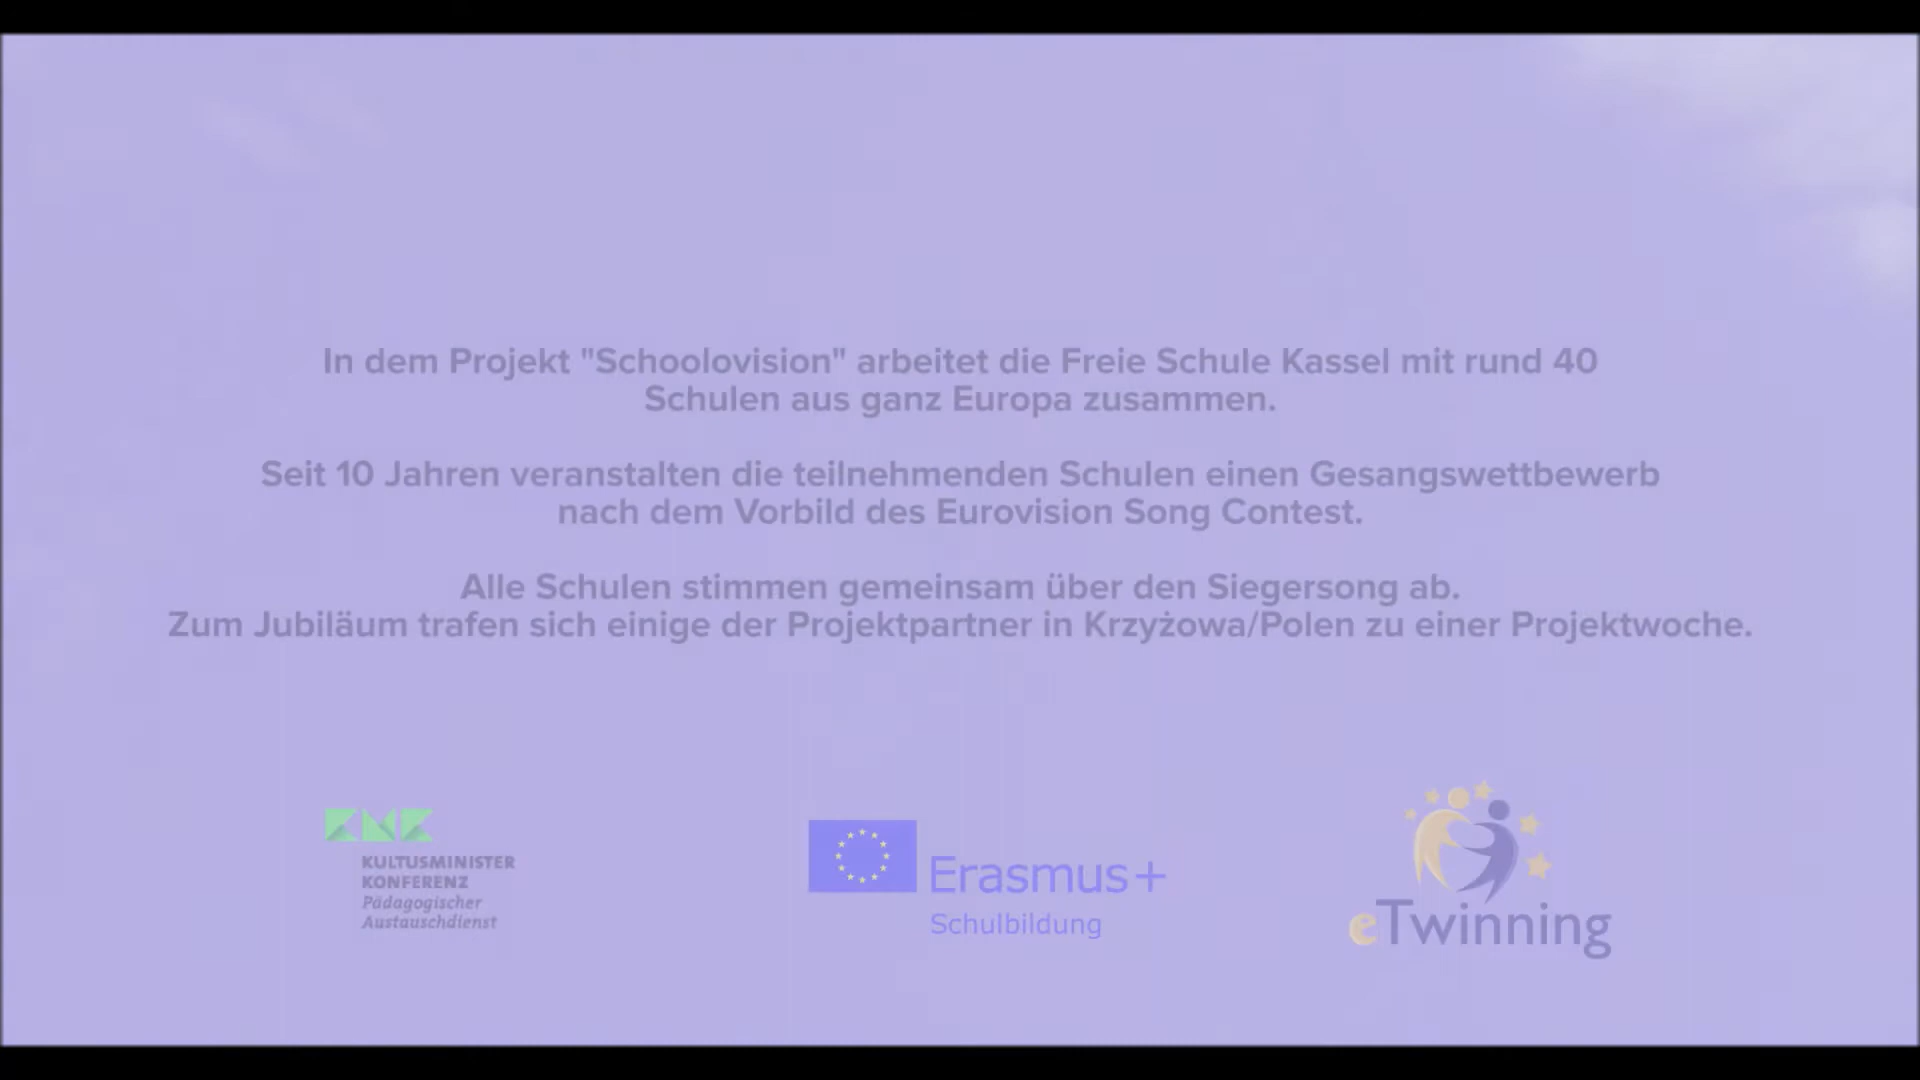 In dem Projekt "Schoolovision" arbeitet die Freie Schule Kassel mit rund 40
Schulen aus ganz Europa zusammen.
Seit 10 Jahren veranstalten die teilnehmenden Schulen einen Gesangswettbewerb
nach dem Vorbild des Eurovision Song Contest.
Alle Schulen stimmen gemeinsam über den Siegersong ab.
Zum Jubiläum trafen sich einige der Projektpartner in Krzyżowa/Polen zu einer Projektwoche.
KMK
KULTUSMINISTER
KONFERENZ
Pädagogischer
Austauschdienst
Erasmus+
Schulbildung
eTwinning